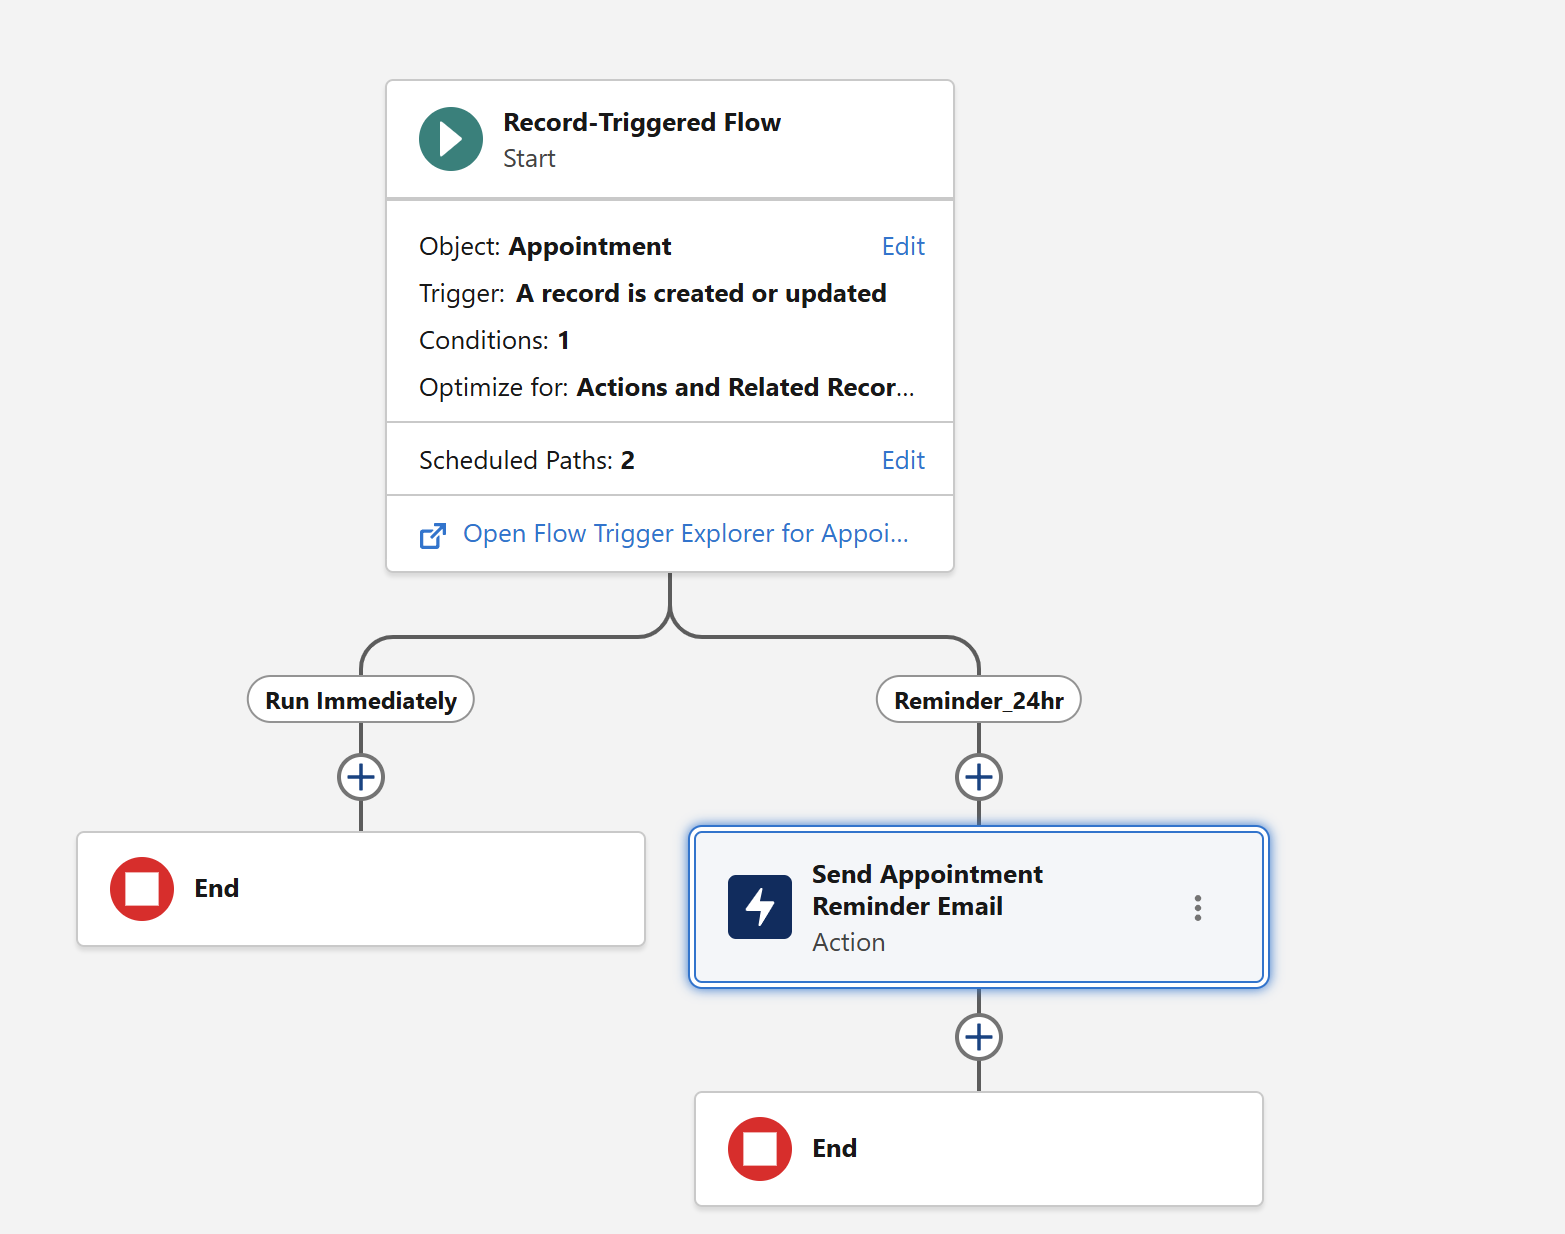 Record-Triggered Flow
Start
Object: Appointment
Edit
Trigger: A record is created or updated
Conditions: 1
Optimize for: Actions and Related Recor...
Scheduled Paths: 2
Edit
Open Flow Trigger Explorer for Appoi...
Run Immediately
Reminder_24hr
End
Send Appointment
Reminder Email
Action
End